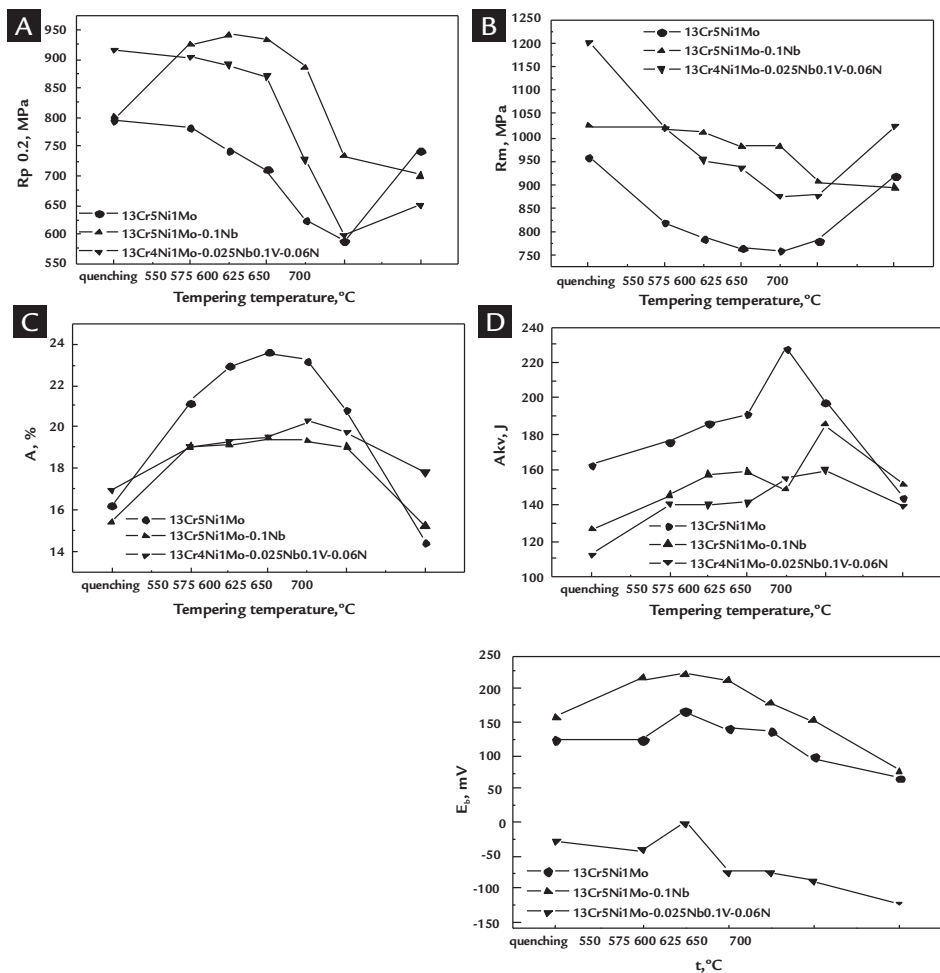 A
950
900
850
800
750
700
650
600
550
Rp 0.2, MPa
13Cr5Ni1Mo
13Cr5Ni1Mo-0.1Nb
13Cr4Ni1Mo-0.025Nb0.1V-0.06N
quenching 550 575 600 625 650 700
Tempering temperature,ºC
B
1250
1200
1150
1100
1050
1000
950
900
850
800
750
Rm, MPa
13Cr5Ni1Mo
13Cr5Ni1Mo-0.1Nb
13Cr4Ni1Mo-0.025Nb0.1V-0.06N
quenching 550 575 600 625 650 700
Tempering temperature,ºC
C
24
22
20
18
16
14
A, %
13Cr5Ni1Mo
13Cr5Ni1Mo-0.1Nb
13Cr4Ni1Mo-0.025Nb0.1V-0.06N
quenching 550 575 600 625 650 700
Tempering temperature,ºC
D
240
220
200
180
160
140
120
100
Akv, J
13Cr5Ni1Mo
13Cr5Ni1Mo-0.1Nb
13Cr4Ni1Mo-0.025Nb0.1V-0.06N
quenching 550 575 600 625 650 700
Tempering temperature,ºC
250
200
150
100
50
0
-50
-100
-150
Eb, mV
13Cr5Ni1Mo
13Cr5Ni1Mo-0.1Nb
13Cr5Ni1Mo-0.025Nb0.1V-0.06N
quenching 550 575 600 625 650 700
t,ºC